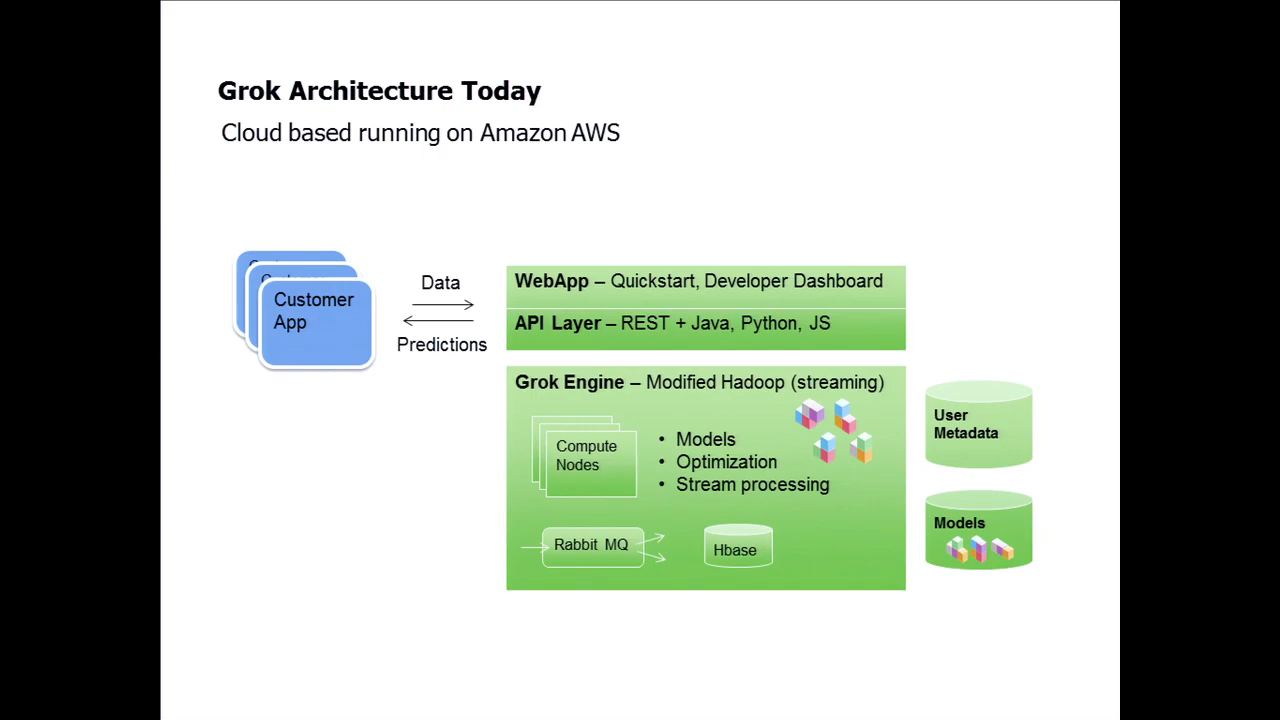 Grok Architecture Today
Cloud based running on Amazon AWS
Customer
App
Data
Predictions
WebApp – Quickstart, Developer Dashboard
API Layer – REST + Java, Python, JS
Grok Engine – Modified Hadoop (streaming)
Compute
Nodes
• Models
• Optimization
• Stream processing
Rabbit MQ
Hbase
User
Metadata
Models